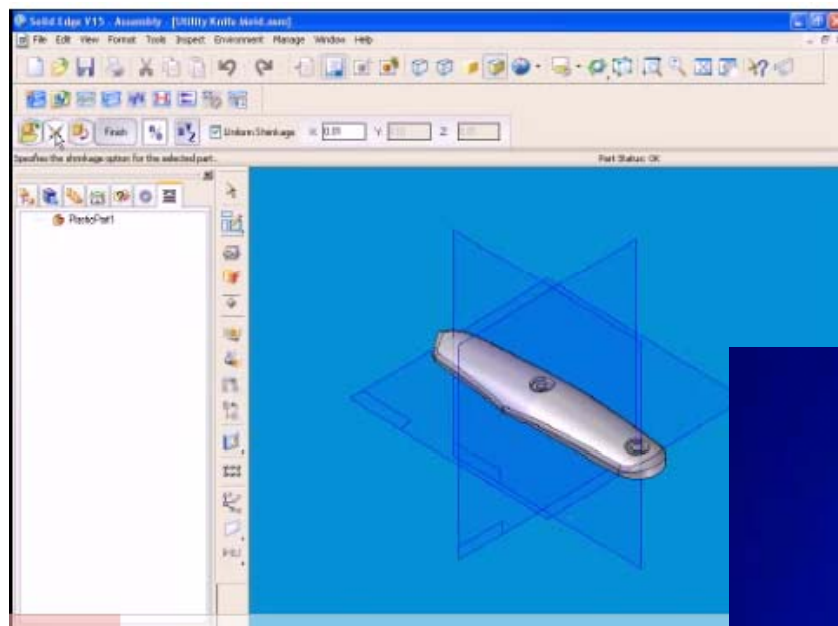 Solid Edge V15 - Assembly - [Utility Knife Mold.asm]
File Edit View Format Tools Inspect Environment Manage Window Help
Finish Uniform Shrinkage X: Y: Z:
Specifies the shrinkage option for the selected part. Part Status: OK
PlasticPart1